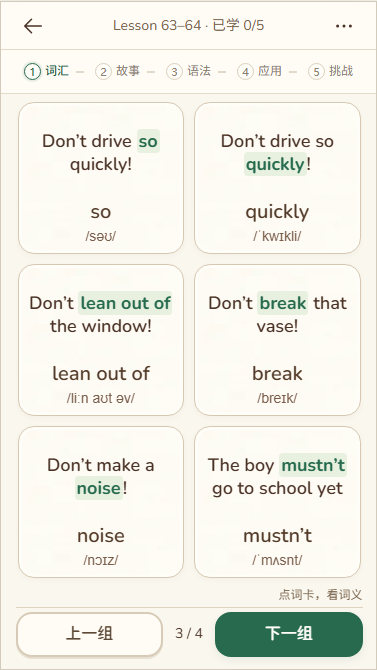 Lesson 63–64 · 已学 0/5
1 词汇 2 故事 3 语法 4 应用 5 挑战
Don’t drive so
quickly!
so
/səʊ/
Don’t drive so
quickly!
quickly
/ˈkwɪkli/
Don’t lean out of
the window!
lean out of
/liːn aʊt əv/
Don’t break that
vase!
break
/breɪk/
Don’t make a
noise!
noise
/nɔɪz/
The boy mustn’t
go to school yet
mustn’t
/ˈmʌsnt/
点词卡，看词义
上一组
3 / 4
下一组